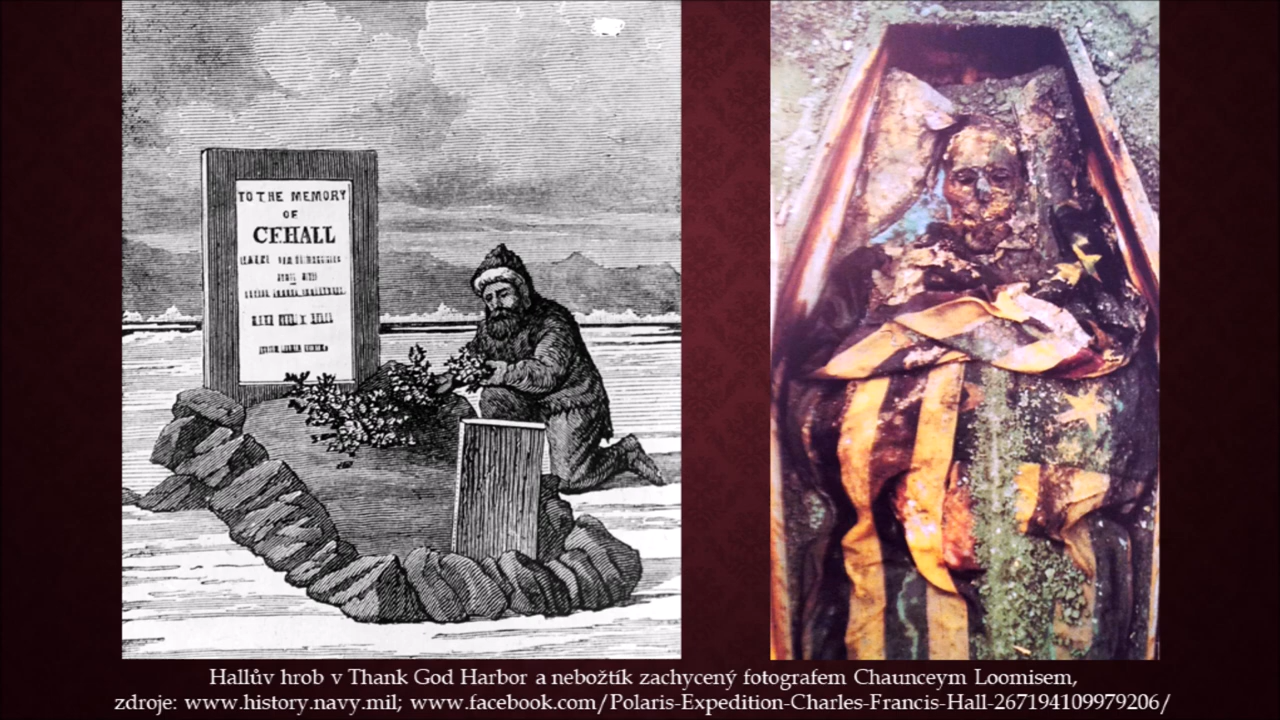 TO THE MEMORY
OF
C.F.HALL
Hallův hrob v Thank God Harbor a nebožtík zachycený fotografem Chaunceym Loomisem,
zdroje: www.history.navy.mil; www.facebook.com/Polaris-Expedition-Charles-Francis-Hall-267194109979206/